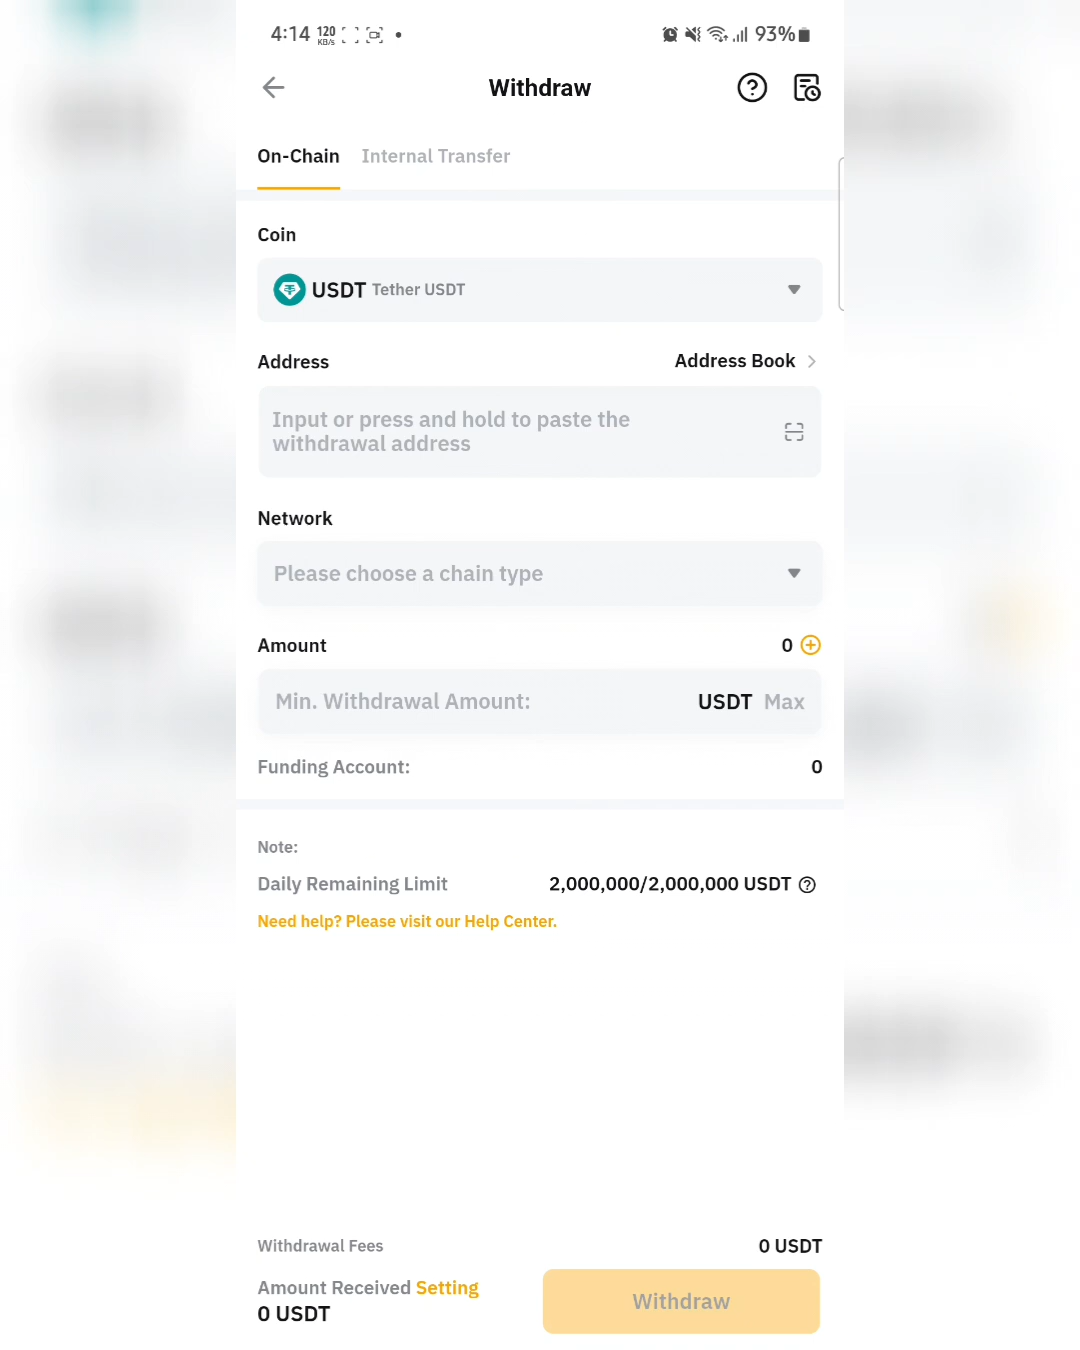 4:14 120 KB/s 93%
Withdraw
On-Chain Internal Transfer
Coin
USDT Tether USDT
Address Address Book
Input or press and hold to paste the
withdrawal address
Network
Please choose a chain type
Amount 0
Min. Withdrawal Amount: USDT Max
Funding Account: 0
Note:
Daily Remaining Limit 2,000,000/2,000,000 USDT
Need help? Please visit our Help Center.
Withdrawal Fees 0 USDT
Amount Received Setting
0 USDT
Withdraw